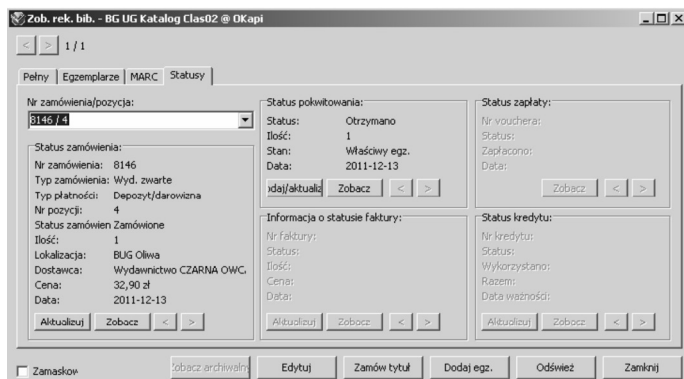 Zob. rek. bib. - BG UG Katalog Clas02 @ OKapi
< > 1 / 1
Pełny Egzemplarze MARC Statusy
Nr zamówienia/pozycja:
8146 / 4
Status zamówienia:
Nr zamówienia: 8146
Typ zamówienia: Wyd. zwarte
Typ płatności: Depozyt/darowizna
Nr pozycji: 4
Status zamówien Zamówione
Ilość: 1
Lokalizacja: BUG Oliwa
Dostawca: Wydawnictwo CZARNA OWC
Cena: 32,90 zł
Data: 2011-12-13
Aktualizuj Zobacz < >
Status pokwitowania:
Status: Otrzymano
Ilość: 1
Stan: Właściwy egz.
Data: 2011-12-13
odaj/aktualiz Zobacz < >
Informacja o statusie faktury:
Nr faktury:
Status:
Ilość:
Cena:
Data:
Aktualizuj Zobacz < >
Status zapłaty:
Nr vouchera:
Status:
Zapłacono:
Data:
Zobacz < >
Status kredytu:
Nr kredytu:
Status:
Wykorzystano:
Razem:
Data ważności:
Aktualizuj Zobacz < >
Zamaskow
Zobacz archiwalny Edytuj Zamów tytuł Dodaj egz. Odśwież Zamknij